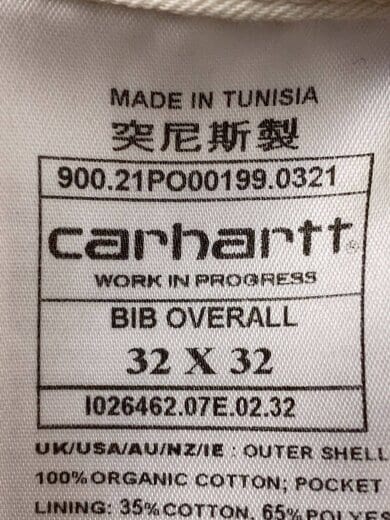 MADE IN TUNISIA
突尼斯製
900.21PO00199.0321
carhartt®
WORK IN PROGRESS
BIB OVERALL
32 X 32
I026462.07E.02.32
UK/USA/AU/NZ/IE : OUTER SHELL
100% ORGANIC COTTON; POCKET
LINING: 35% COTTON, 65% POLYES